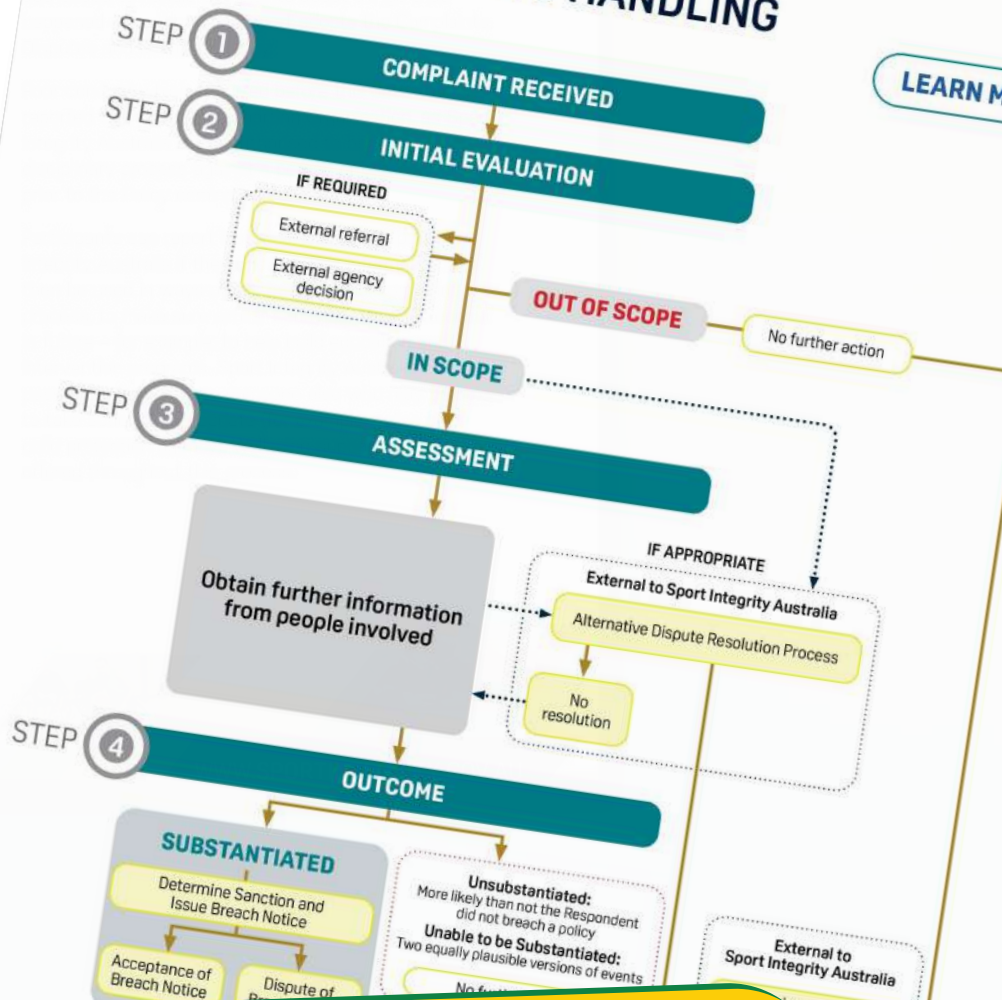 HANDLING
LEARN
STEP 1
COMPLAINT RECEIVED
STEP 2
INITIAL EVALUATION
IF REQUIRED
External referral
External agency
decision
OUT OF SCOPE
No further action
IN SCOPE
STEP 3
ASSESSMENT
Obtain further information
from people involved
IF APPROPRIATE
External to Sport Integrity Australia
Alternative Dispute Resolution Process
No
resolution
STEP 4
OUTCOME
SUBSTANTIATED
Determine Sanction and
Issue Breach Notice
Acceptance of
Breach Notice
Dispute of
Unsubstantiated:
More likely than not the Respondent
did not breach a policy
Unable to be Substantiated:
Two equally plausible versions of events
No
External to
Sport Integrity Australia